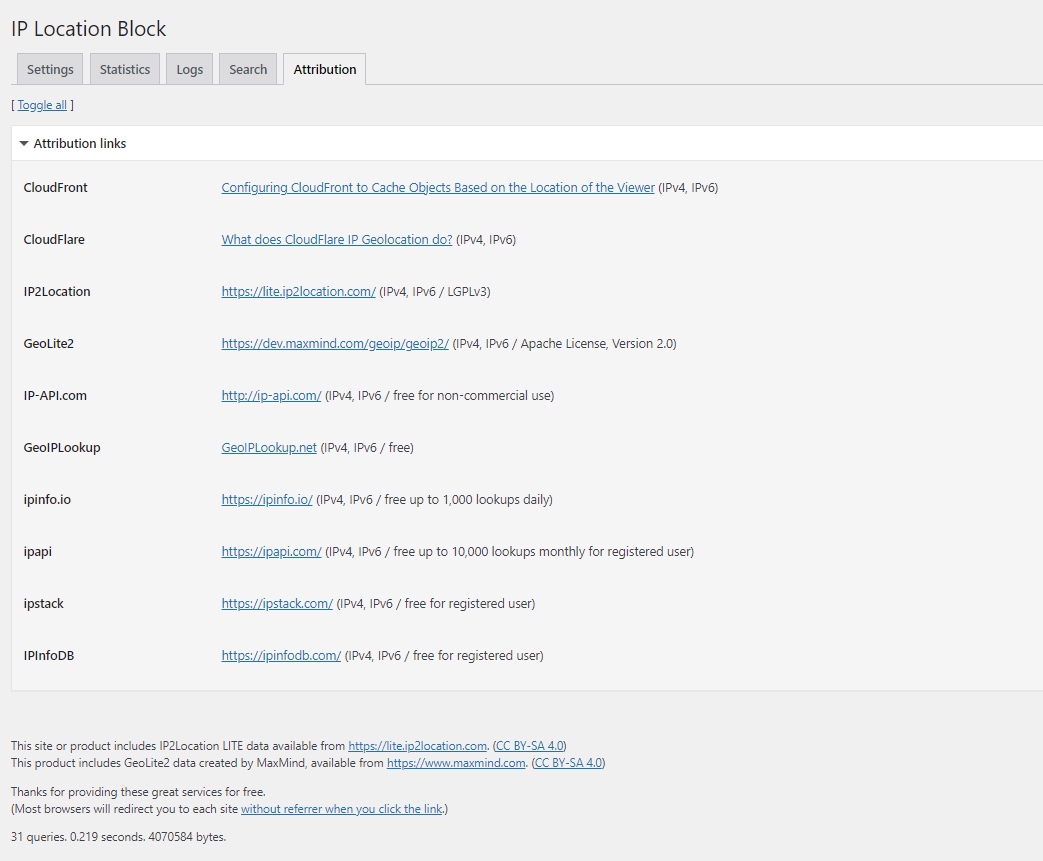 IP Location Block
Settings Statistics Logs Search Attribution
[ Toggle all ]
Attribution links
CloudFront Configuring CloudFront to Cache Objects Based on the Location of the Viewer (IPv4, IPv6)
CloudFlare What does CloudFlare IP Geolocation do? (IPv4, IPv6)
IP2Location https://lite.ip2location.com/ (IPv4, IPv6 / LGPLv3)
GeoLite2 https://dev.maxmind.com/geoip/geoip2/ (IPv4, IPv6 / Apache License, Version 2.0)
IP-API.com http://ip-api.com/ (IPv4, IPv6 / free for non-commercial use)
GeoIPLookup GeoIPLookup.net (IPv4, IPv6 / free)
ipinfo.io https://ipinfo.io/ (IPv4, IPv6 / free up to 1,000 lookups daily)
ipapi https://ipapi.com/ (IPv4, IPv6 / free up to 10,000 lookups monthly for registered user)
ipstack https://ipstack.com/ (IPv4, IPv6 / free for registered user)
IPInfoDB https://ipinfodb.com/ (IPv4, IPv6 / free for registered user)
This site or product includes IP2Location LITE data available from https://lite.ip2location.com. (CC BY-SA 4.0)
This product includes GeoLite2 data created by MaxMind, available from https://www.maxmind.com. (CC BY-SA 4.0)
Thanks for providing these great services for free.
(Most browsers will redirect you to each site without referrer when you click the link.)
31 queries. 0.219 seconds. 4070584 bytes.